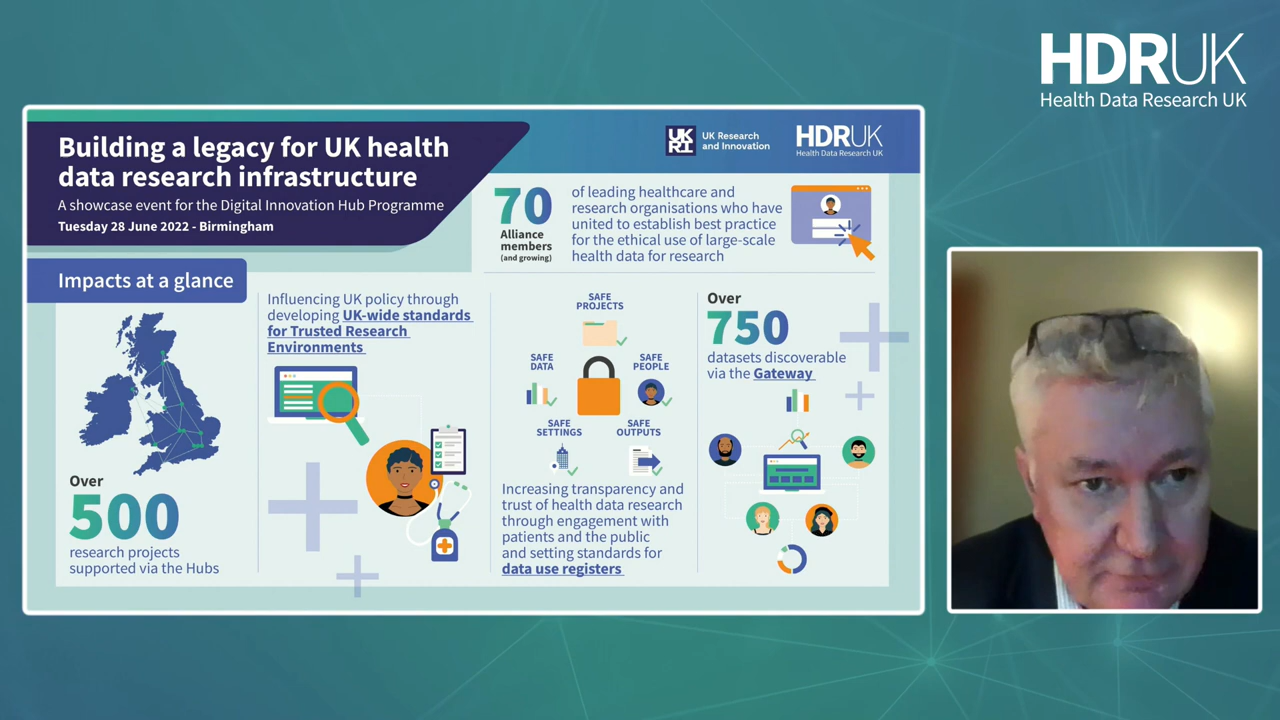 HDRUK
Health Data Research UK
Building a legacy for UK health
data research infrastructure
A showcase event for the Digital Innovation Hub Programme
Tuesday 28 June 2022 - Birmingham
UK
RI
UK Research
and Innovation
HDRUK
Health Data Research UK
70
Alliance
members
(and growing)
of leading healthcare and
research organisations who have
united to establish best practice
for the ethical use of large-scale
health data for research
Impacts at a glance
Over
500
research projects
supported via the Hubs
Influencing UK policy through
developing UK-wide standards
for Trusted Research
Environments
SAFE
PROJECTS
SAFE
DATA
SAFE
PEOPLE
SAFE
SETTINGS
SAFE
OUTPUTS
Increasing transparency and
trust of health data research
through engagement with
patients and the public
and setting standards for
data use registers
Over
750
datasets discoverable
via the Gateway